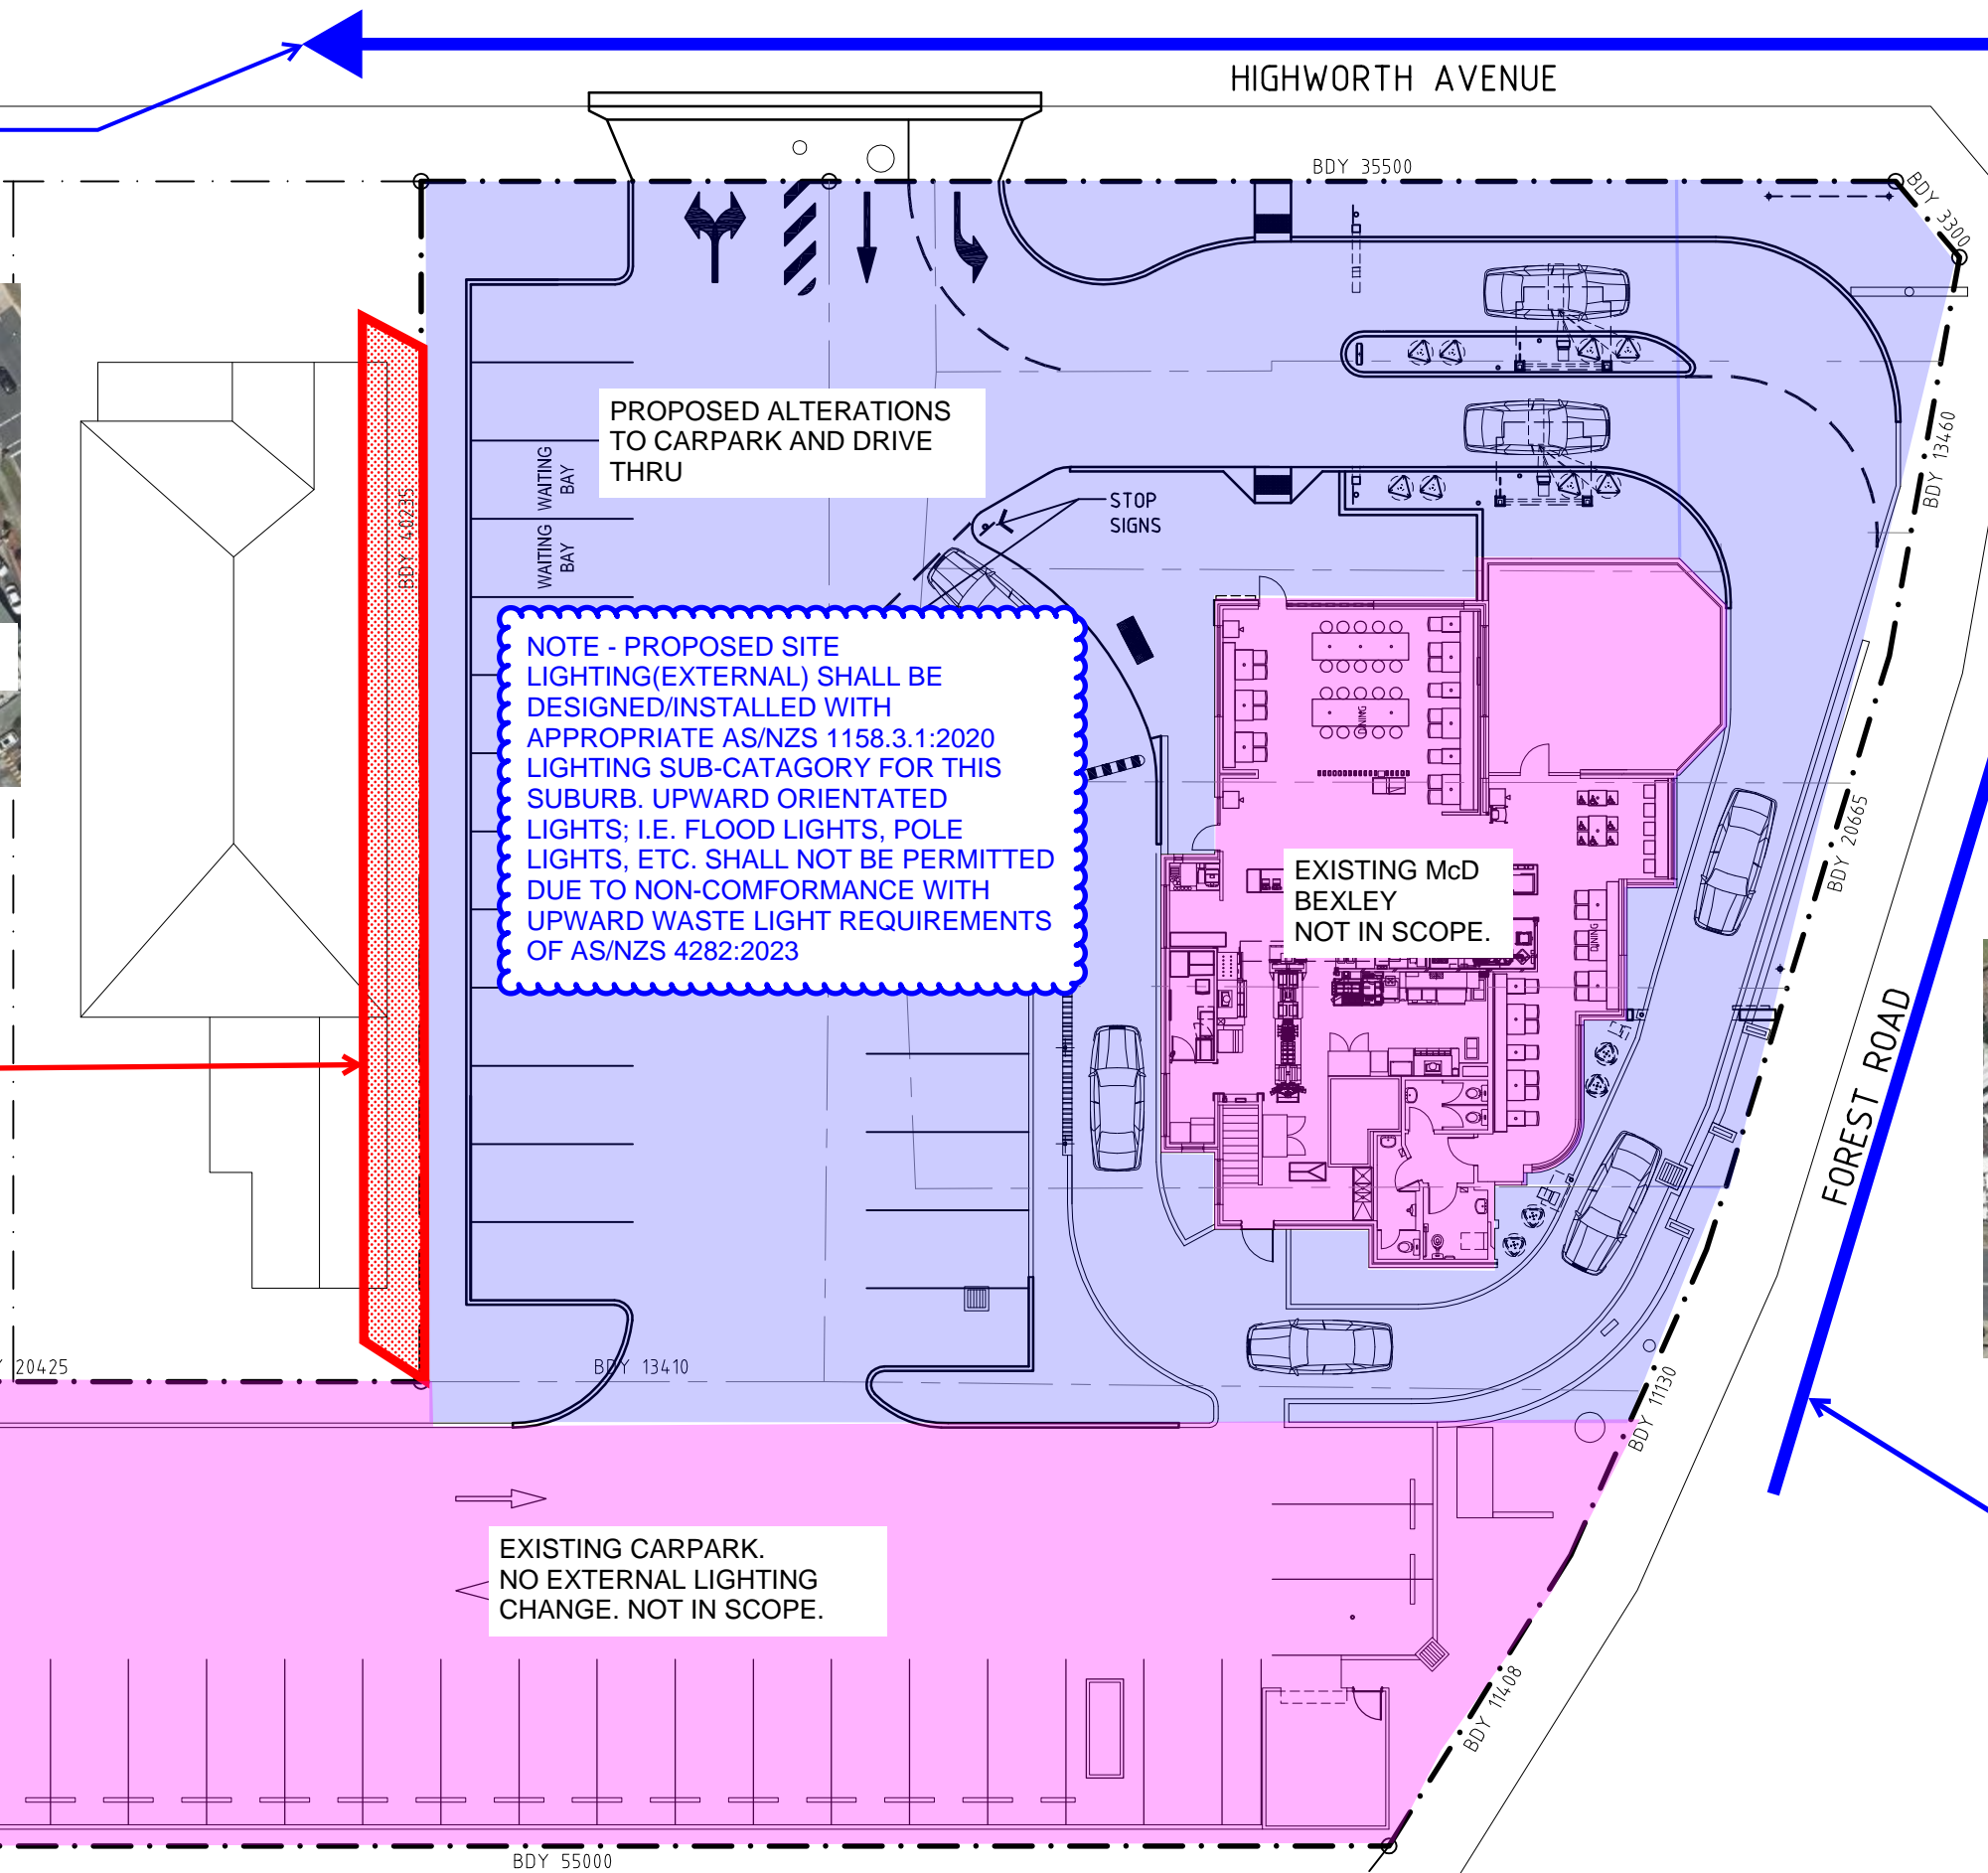 HIGHWORTH AVENUE
BDY 35500
BDY 3300
BDY 13460
PROPOSED ALTERATIONS
TO CARPARK AND DRIVE
THRU
WAITING
BAY
WAITING
BAY
STOP
SIGNS
BDY 40235
NOTE - PROPOSED SITE
LIGHTING(EXTERNAL) SHALL BE
DESIGNED/INSTALLED WITH
APPROPRIATE AS/NZS 1158.3.1:2020
LIGHTING SUB-CATAGORY FOR THIS
SUBURB. UPWARD ORIENTATED
LIGHTS; I.E. FLOOD LIGHTS, POLE
LIGHTS, ETC. SHALL NOT BE PERMITTED
DUE TO NON-COMFORMANCE WITH
UPWARD WASTE LIGHT REQUIREMENTS
OF AS/NZS 4282:2023
DINING
BDY 20665
EXISTING McD
BEXLEY
NOT IN SCOPE.
DINING
FOREST ROAD
20425
BDY 13410
BDY 11130
EXISTING CARPARK.
NO EXTERNAL LIGHTING
CHANGE. NOT IN SCOPE.
BDY 11408
BDY 55000